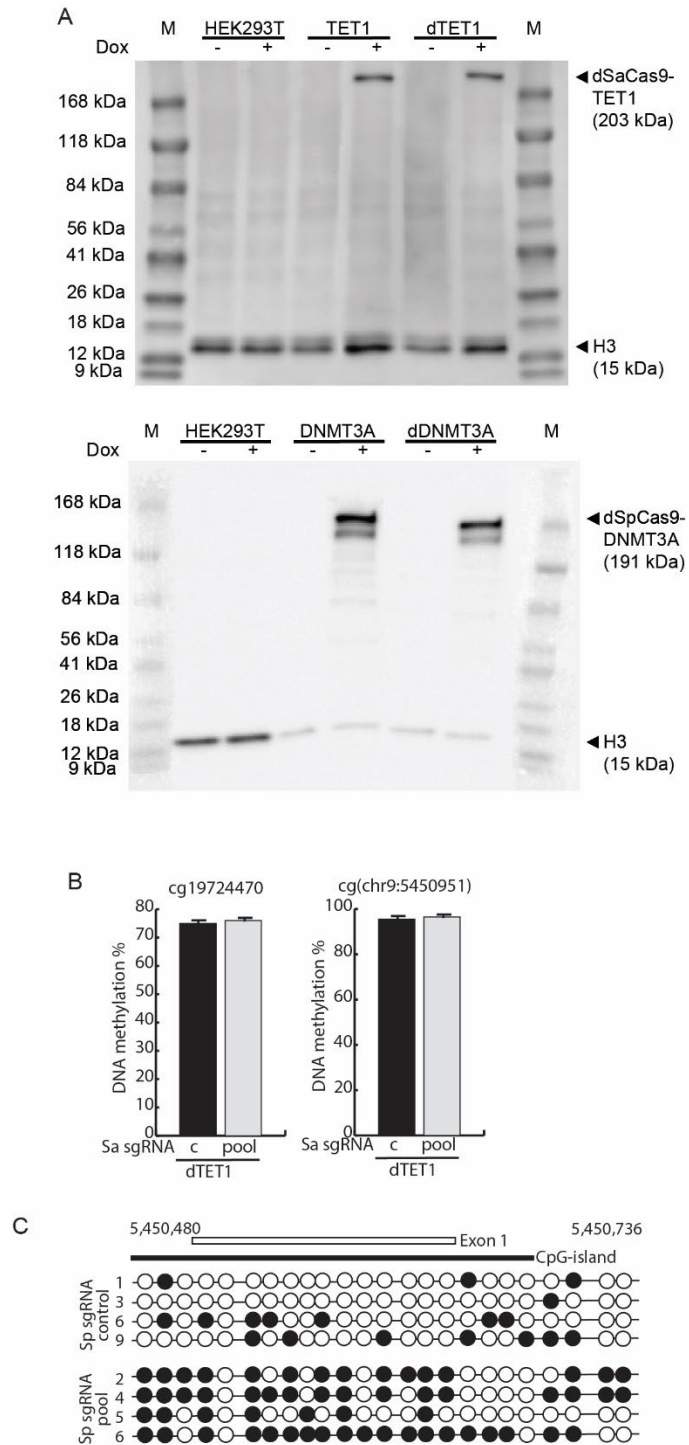 A
M HEK293T TET1 dTET1 M
Dox - + - + - +
168 kDa
118 kDa
84 kDa
56 kDa
41 kDa
26 kDa
18 kDa
12 kDa
9 kDa
dSaCas9-
TET1
(203 kDa)
H3
(15 kDa)
M HEK293T DNMT3A dDNMT3A M
Dox - + - + - +
168 kDa
118 kDa
84 kDa
56 kDa
41 kDa
26 kDa
18 kDa
12 kDa
9 kDa
dSpCas9-
DNMT3A
(191 kDa)
H3
(15 kDa)
B
cg19724470
DNA methylation %
80
70
60
50
40
30
20
10
0
Sa sgRNA c pool
dTET1
cg(chr9:5450951)
DNA methylation %
100
80
60
40
20
0
c pool
dTET1
C
5,450,480 5,450,736
Exon 1
CpG-island
Sp sgRNA
control
1
3
6
9
Sp sgRNA
pool
2
4
5
6